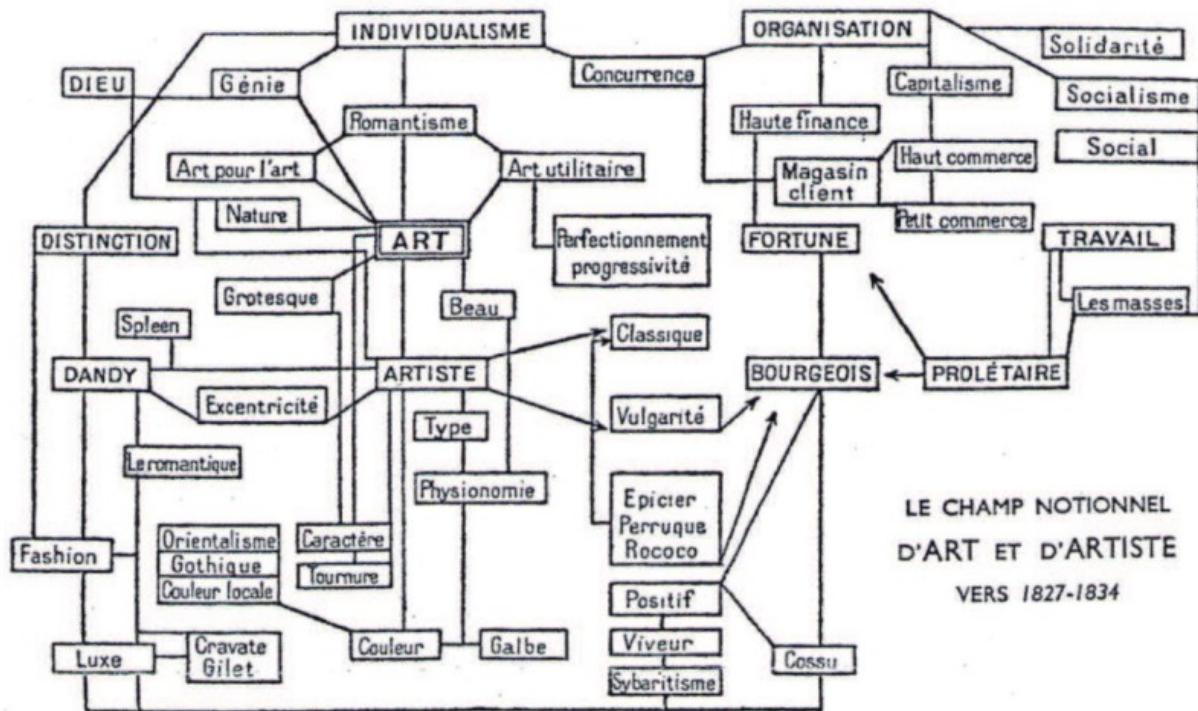 INDIVIDUALISME
ORGANISATION
Solidarité
DIEU
Génie
Concurrence
Capitalisme
Socialisme
Romantisme
Haute finance
Social
Art pour l'art
Art utilitaire
Magasin
client
Haut commerce
Nature
Petit commerce
DISTINCTION
ART
Perfectionnement
progressivité
FORTUNE
TRAVAIL
Grotesque
Beau
Les masses
Spleen
Classique
DANDY
ARTISTE
BOURGEOIS
PROLÉTAIRE
Excentricité
Type
Vulgarité
Le romantique
Physionomie
Epicier
Perruque
Rococo
LE CHAMP NOTIONNEL
D'ART ET D'ARTISTE
VERS 1827-1834
Fashion
Orientalisme
Gothique
Couleur locale
Caractère
Tournure
Positif
Luxe
Cravate
Gilet
Couleur
Galbe
Viveur
Cossu
Sybaritisme